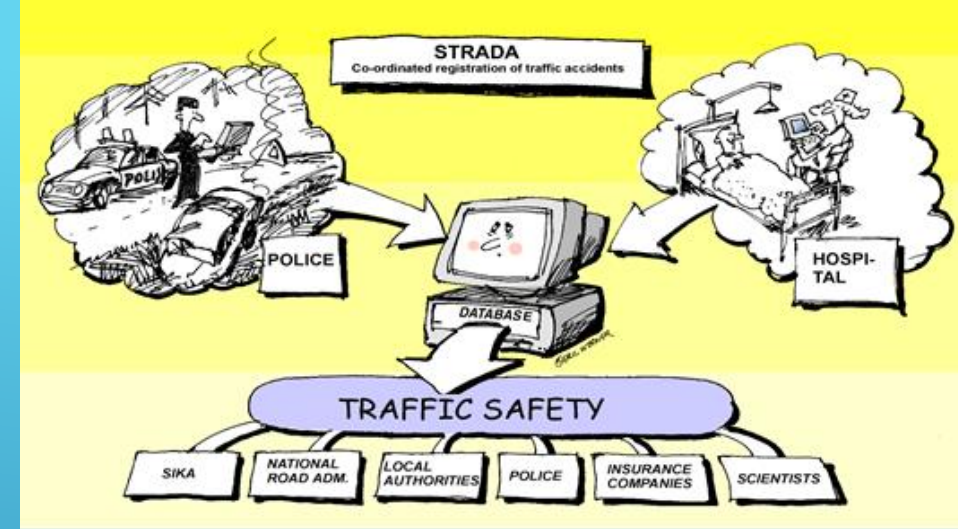 STRADA
Co-ordinated registration of traffic accidents
POLIS
POLICE
HOSPI-
TAL
DATABASE
TRAFFIC SAFETY
SIKA
NATIONAL
ROAD ADM.
LOCAL
AUTHORITIES
POLICE
INSURANCE
COMPANIES
SCIENTISTS